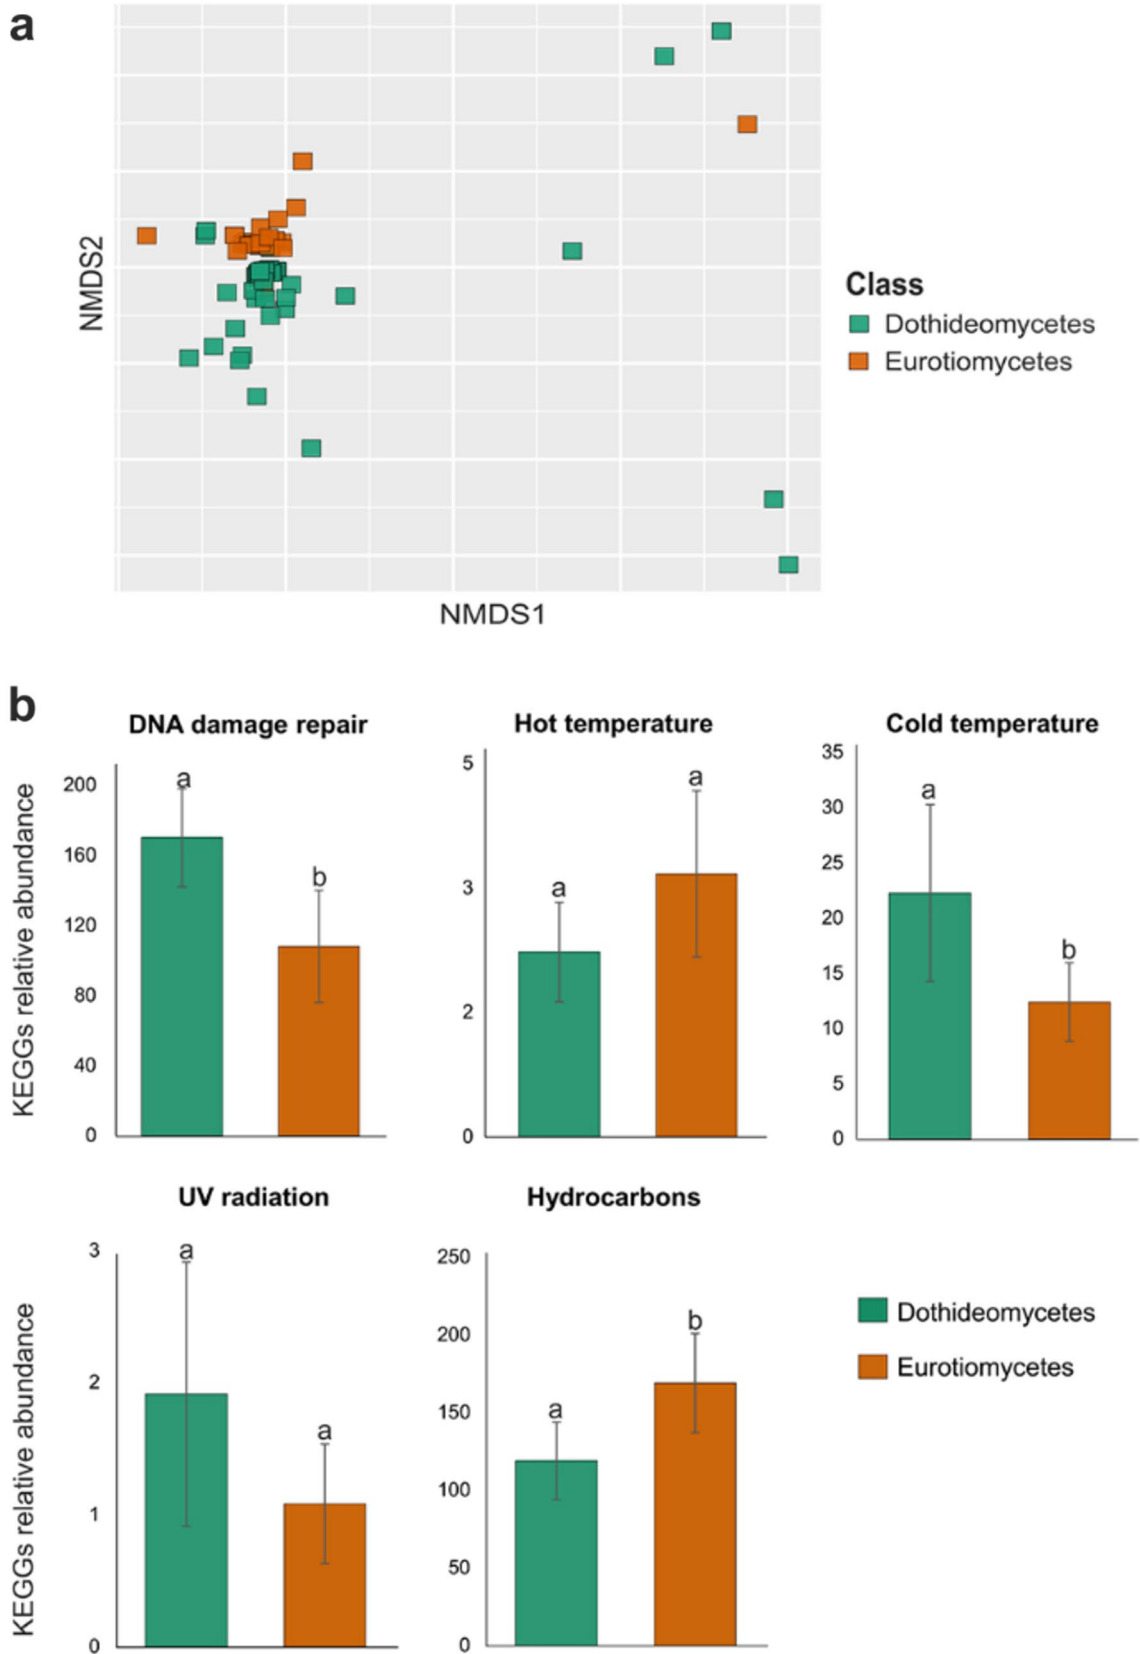 a
NMDS2
NMDS1
Class
Dothideomycetes
Eurotiomycetes
b
DNA damage repair
KEGGs relative abundance
200
160
120
80
40
0
a
b
Hot temperature
5
3
2
0
a
a
Cold temperature
35
30
25
20
15
10
5
0
a
b
UV radiation
KEGGs relative abundance
3
2
1
0
a
a
Hydrocarbons
250
200
150
100
50
0
a
b
Dothideomycetes
Eurotiomycetes